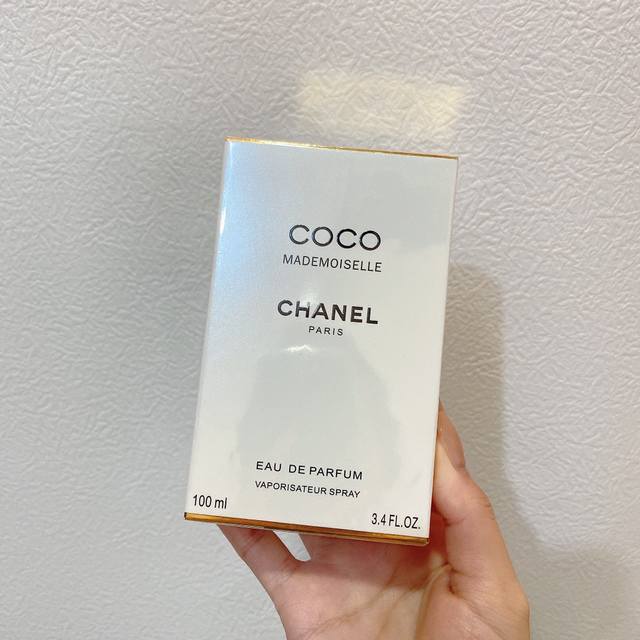 COCO
MADEMOISELLE
CHANEL
PARIS
EAU DE PARFUM
VAPORISATEUR SPRAY
100 ml
3.4 FL.OZ.